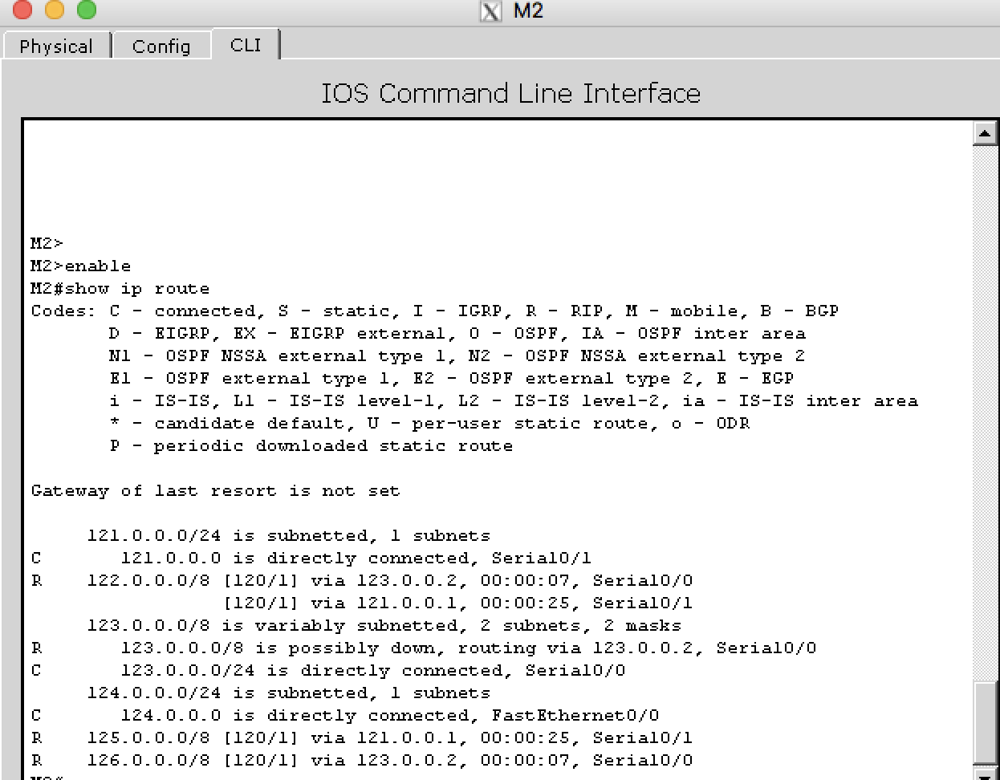 M2
Physical Config CLI
IOS Command Line Interface
M2>
M2>enable
M2#show ip route
Codes: C - connected, S - static, I - IGRP, R - RIP, M - mobile, B - BGP
       D - EIGRP, EX - EIGRP external, O - OSPF, IA - OSPF inter area
       N1 - OSPF NSSA external type 1, N2 - OSPF NSSA external type 2
       E1 - OSPF external type 1, E2 - OSPF external type 2, E - EGP
       i - IS-IS, L1 - IS-IS level-1, L2 - IS-IS level-2, ia - IS-IS inter area
       * - candidate default, U - per-user static route, o - ODR
       P - periodic downloaded static route
Gateway of last resort is not set
     121.0.0.0/24 is subnetted, 1 subnets
C       121.0.0.0 is directly connected, Serial0/1
R    122.0.0.0/8 [120/1] via 123.0.0.2, 00:00:07, Serial0/0
                 [120/1] via 121.0.0.1, 00:00:25, Serial0/1
     123.0.0.0/8 is variably subnetted, 2 subnets, 2 masks
R       123.0.0.0/8 is possibly down, routing via 123.0.0.2, Serial0/0
C       123.0.0.0/24 is directly connected, Serial0/0
     124.0.0.0/24 is subnetted, 1 subnets
C       124.0.0.0 is directly connected, FastEthernet0/0
R    125.0.0.0/8 [120/1] via 121.0.0.1, 00:00:25, Serial0/1
R    126.0.0.0/8 [120/1] via 123.0.0.2, 00:00:07, Serial0/0
M2#